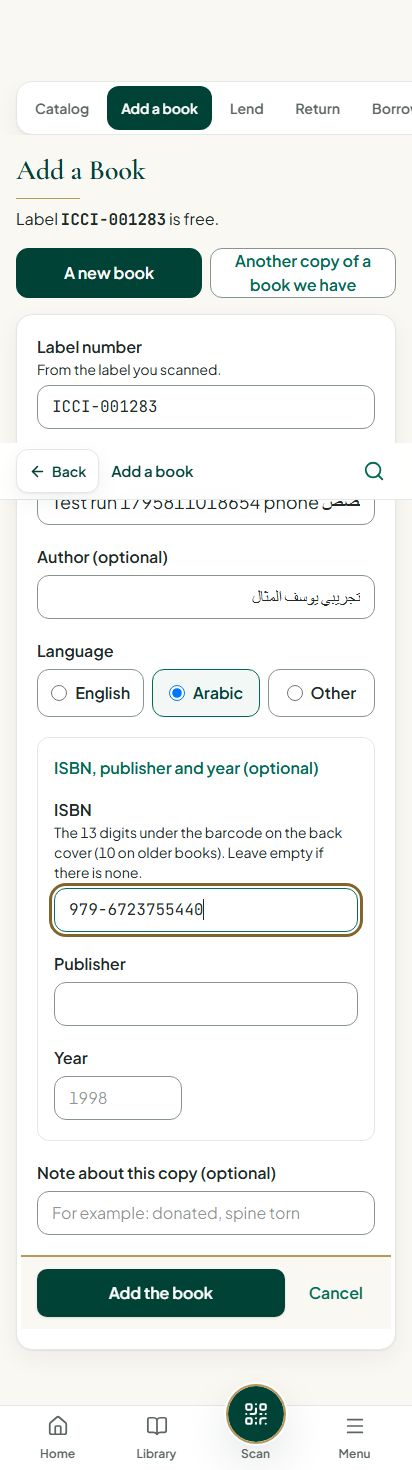 Catalog
Add a book
Lend
Return
Add a Book
Label ICCI-001283 is free.
A new book
Another copy of a
book we have
Label number
From the label you scanned.
ICCI-001283
Back
Add a book
Test run 1795811018654 phone
Author (optional)
تجريبي يوسف المثال
Language
English
Arabic
Other
ISBN, publisher and year (optional)
ISBN
The 13 digits under the barcode on the back
cover (10 on older books). Leave empty if
there is none.
979-6723755440
Publisher
Year
1998
Note about this copy (optional)
For example: donated, spine torn
Add the book
Cancel
Home
Library
Scan
Menu